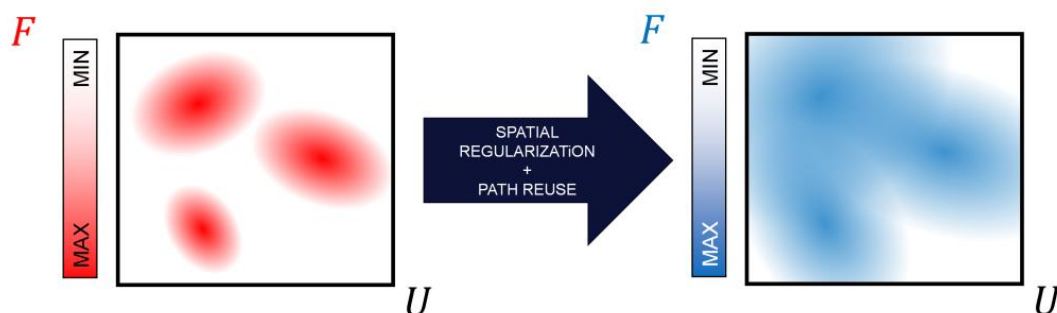 F
MIN
MAX
U
SPATIAL
REGULARIZATiON
+
PATH REUSE
F
MIN
MAX
U